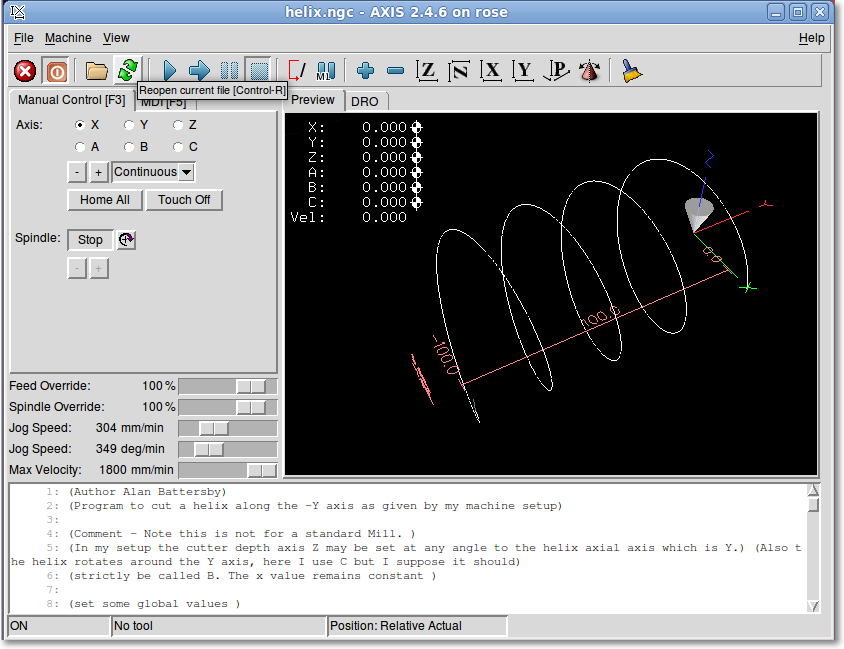 helix.ngc - AXIS 2.4.6 on rose
File Machine View Help
M1 Z N X Y P
Reopen current file [Control-R]
Manual Control [F3] MDI [F5] Preview DRO
Axis: X Y Z
A B C
- + Continuous
Home All Touch Off
Spindle: Stop
- +
X: 0.000
Y: 0.000
Z: 0.000
A: 0.000
B: 0.000
C: 0.000
Vel: 0.000
-100.0
100.0
0.0
Feed Override: 100 %
Spindle Override: 100 %
Jog Speed: 304 mm/min
Jog Speed: 349 deg/min
Max Velocity: 1800 mm/min
1: (Author Alan Battersby)
2: (Program to cut a helix along the -Y axis as given by my machine setup)
3:
4: (Comment - Note this is not for a standard Mill. )
5: (In my setup the cutter depth axis Z may be set at any angle to the helix axial axis which is Y.) (Also t
he helix rotates around the Y axis, here I use C but I suppose it should)
6: (strictly be called B. The x value remains constant )
7:
8: (set some global values )
ON No tool Position: Relative Actual